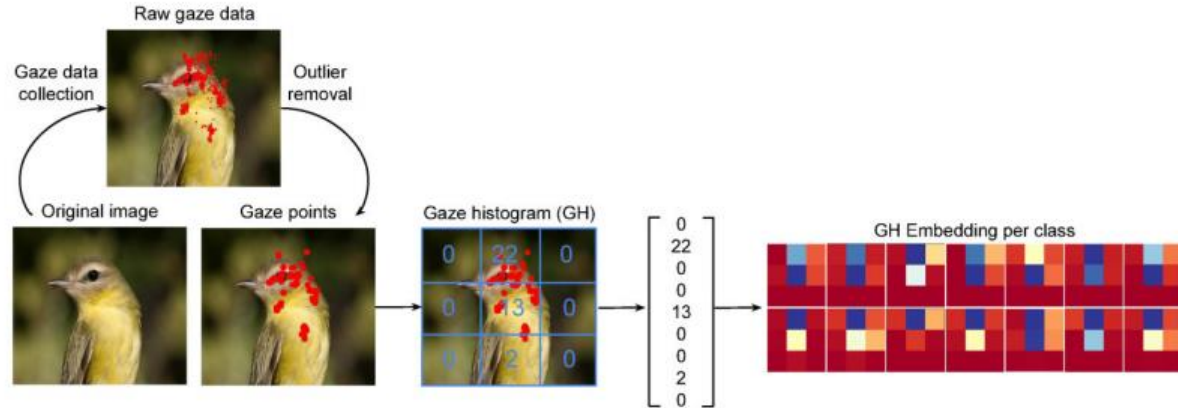 Raw gaze data
Gaze data
collection
Outlier
removal
Original image
Gaze points
Gaze histogram (GH)
0 22 0
0 13 0
0 2 0
0
22
0
0
13
0
0
2
0
GH Embedding per class